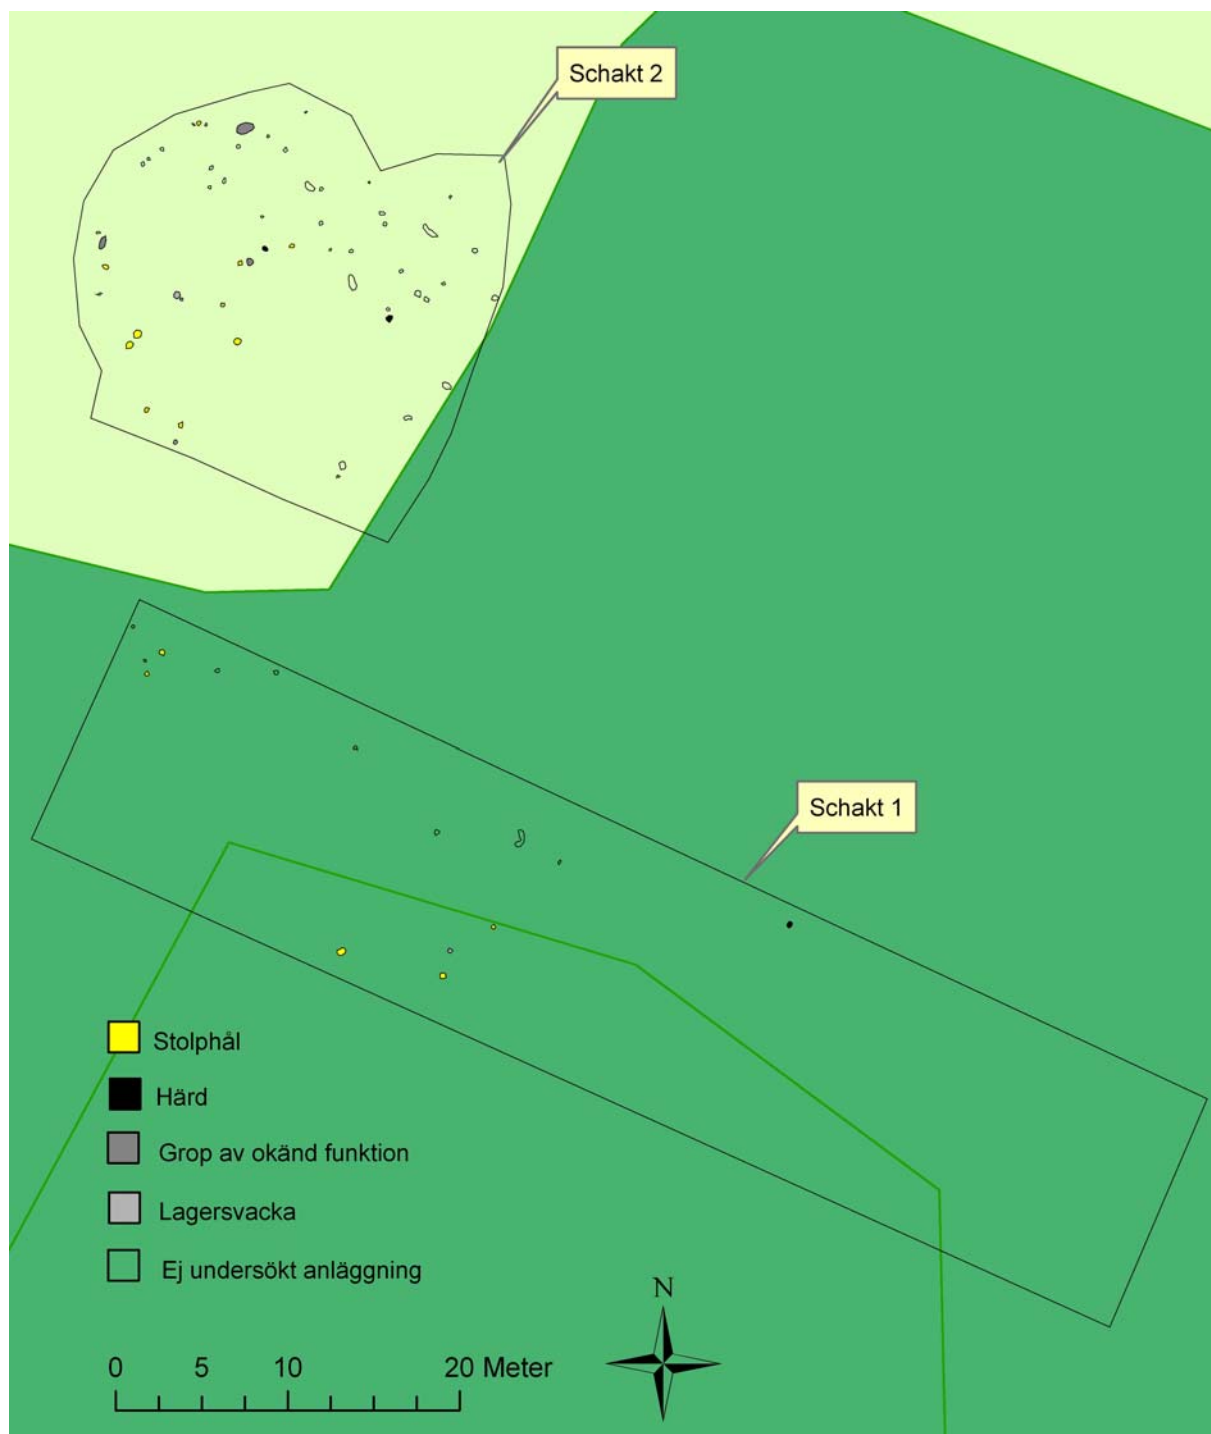 Schakt 2
Schakt 1
Stolphål
Härd
Grop av okänd funktion
Lagersvacka
Ej undersökt anläggning
N
0 5 10 20 Meter